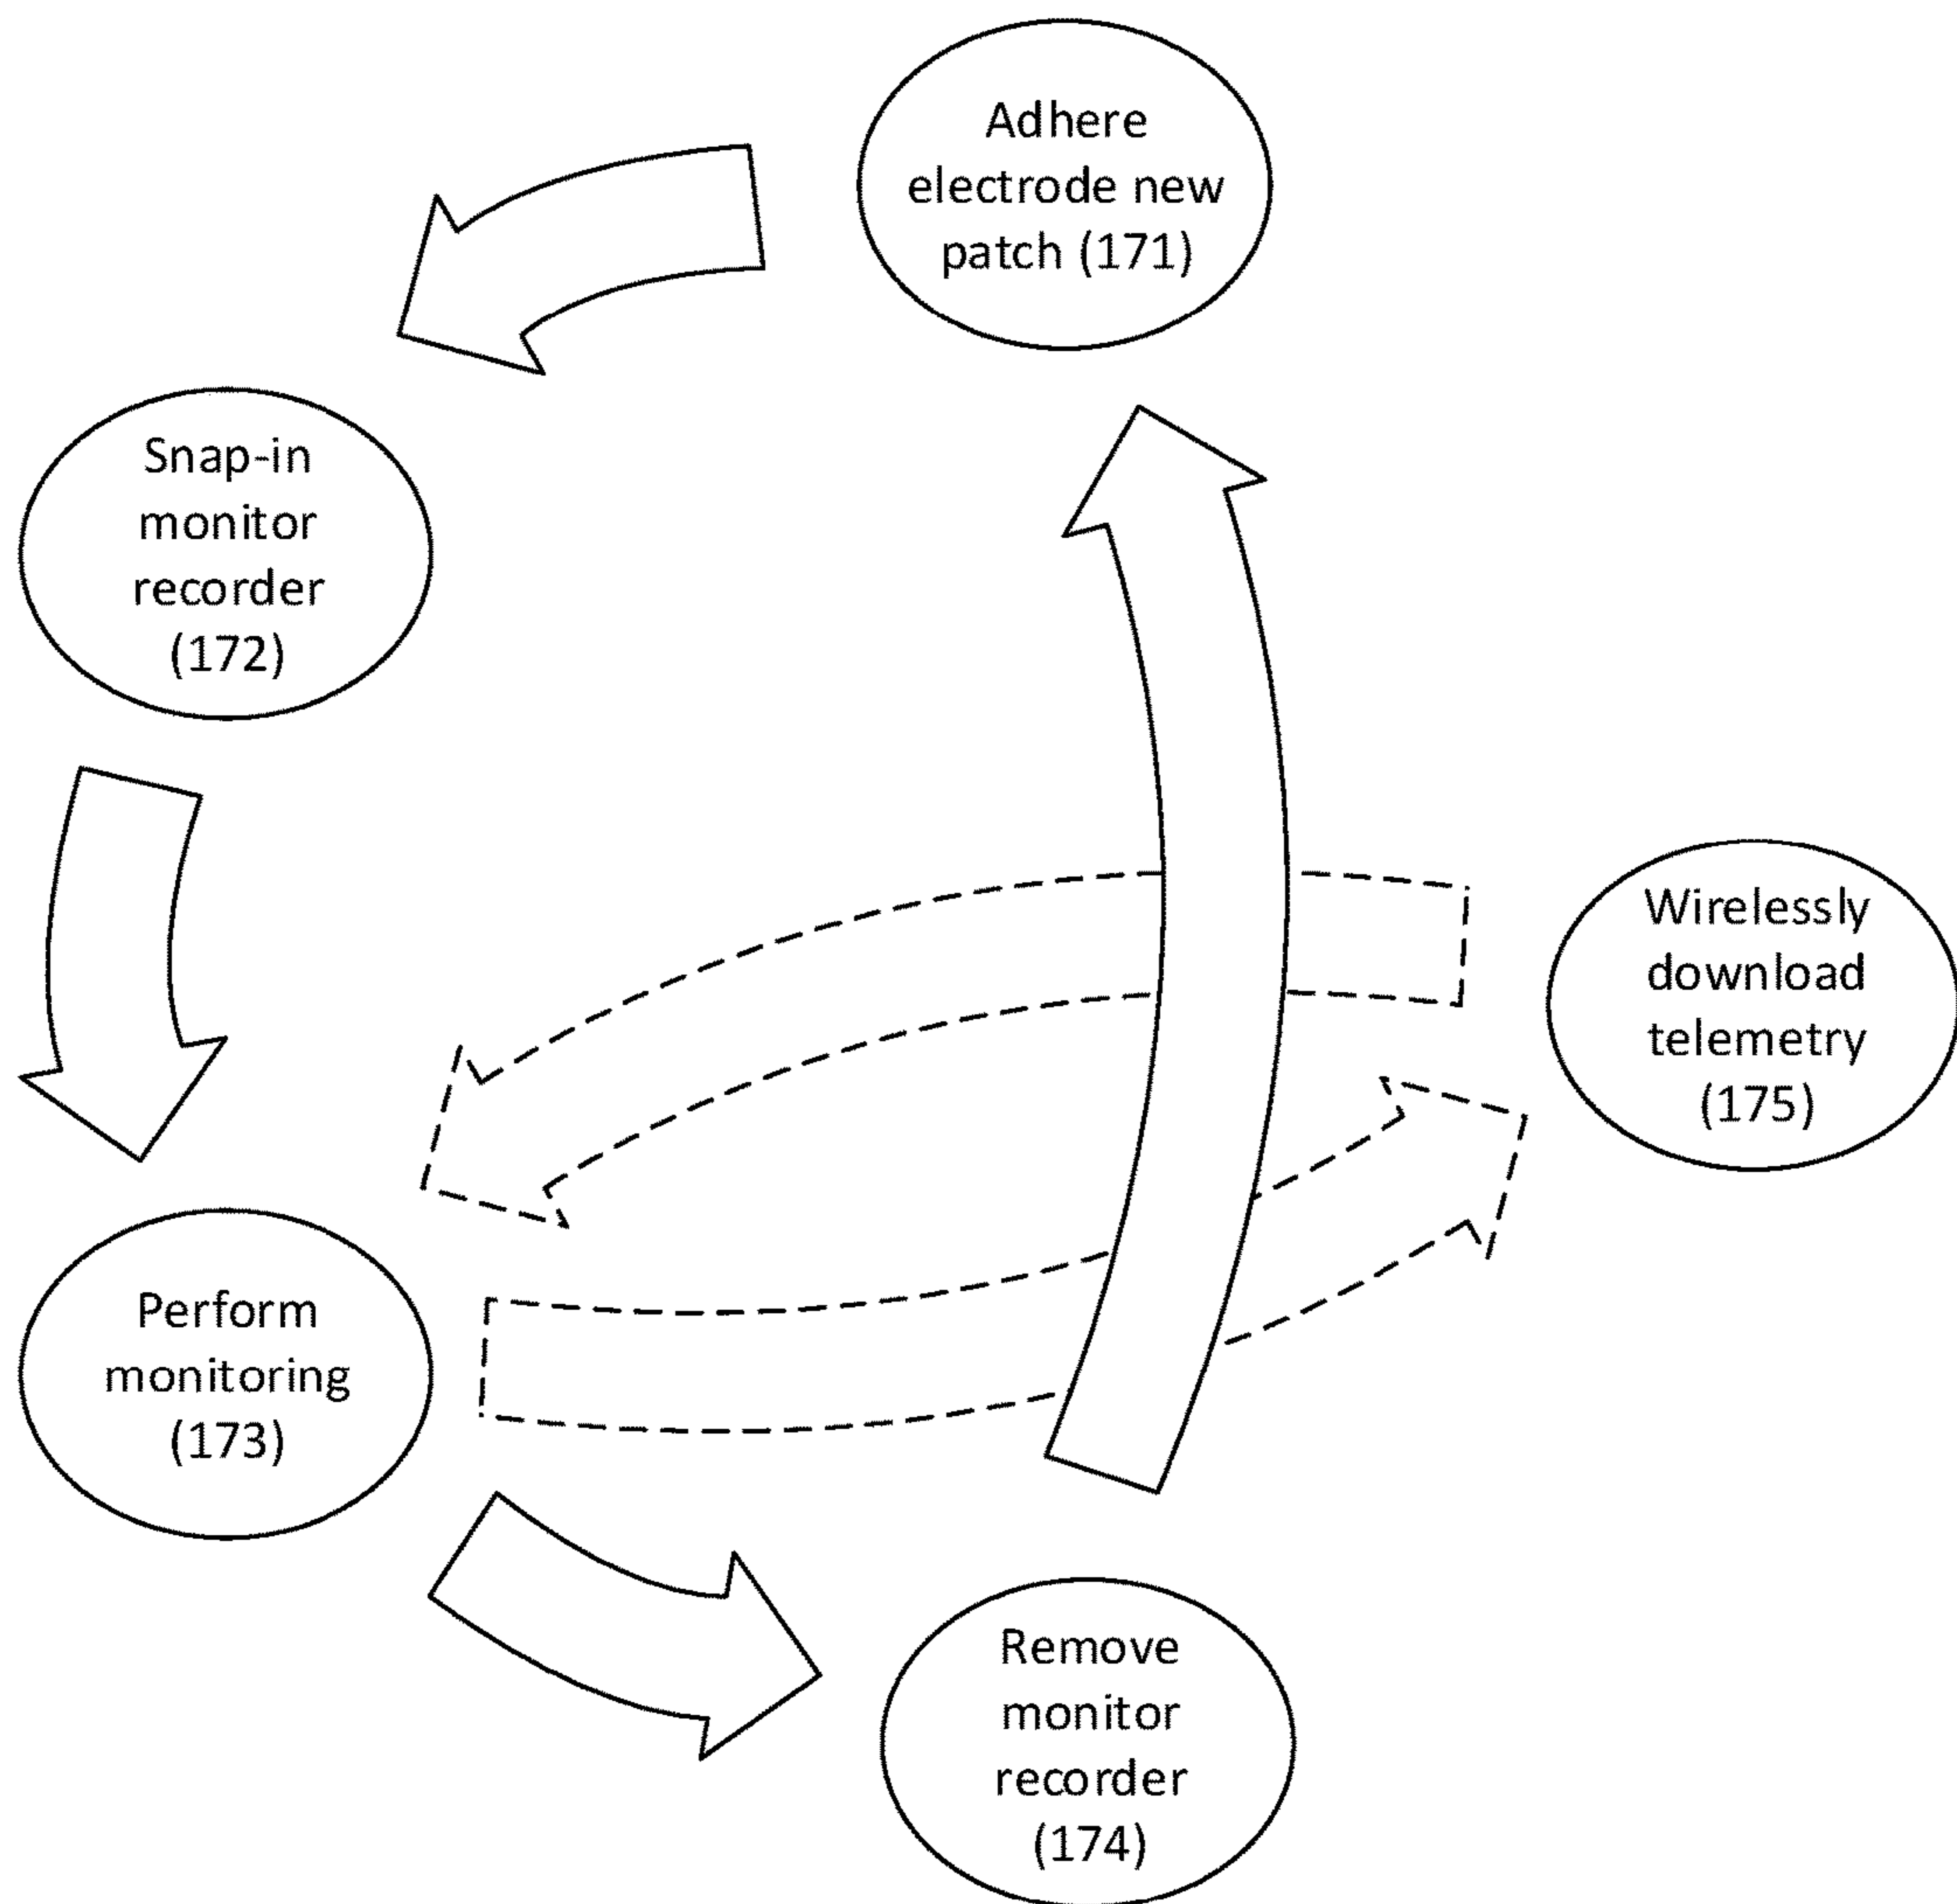 Adhere
electrode new
patch (171)
Snap-in
monitor
recorder
(172)
Wirelessly
download
telemetry
(175)
Perform
monitoring
(173)
Remove
monitor
recorder
(174)